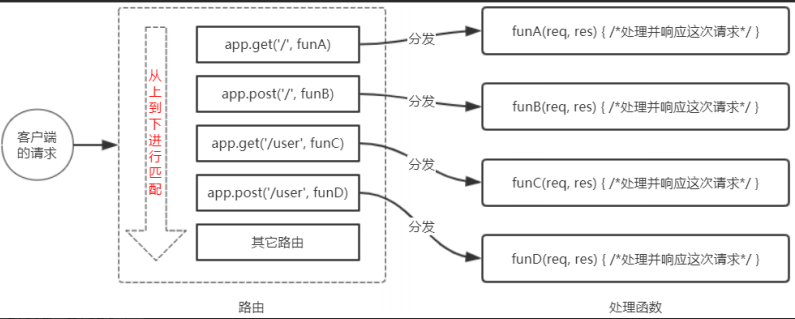 客户端
的请求
从上到下进行匹配
app.get('/', funA)
app.post('/', funB)
app.get('/user', funC)
app.post('/user', funD)
其它路由
路由
分发
分发
分发
分发
funA(req, res) { /*处理并响应这次请求*/ }
funB(req, res) { /*处理并响应这次请求*/ }
funC(req, res) { /*处理并响应这次请求*/ }
funD(req, res) { /*处理并响应这次请求*/ }
处理函数